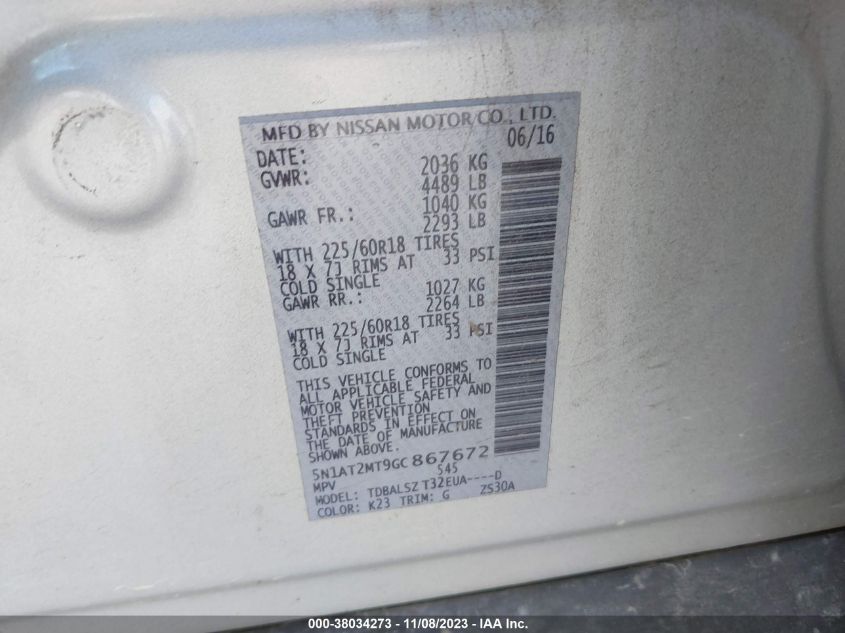 MFD BY NISSAN MOTOR CO., LTD.
DATE: 06/16
GVWR: 2036 KG
4489 LB
GAWR FR.: 1040 KG
2293 LB
WITH 225/60R18 TIRES
18 X 7J RIMS AT 33 PSI
COLD SINGLE
GAWR RR.: 1027 KG
2264 LB
WITH 225/60R18 TIRES
18 X 7J RIMS AT 33 PSI
COLD SINGLE
THIS VEHICLE CONFORMS TO
ALL APPLICABLE FEDERAL
MOTOR VEHICLE SAFETY AND
THEFT PREVENTION
STANDARDS IN EFFECT ON
THE DATE OF MANUFACTURE
SHOWN ABOVE.
5N1AT2MT9GC867672
MPV 545
MODEL: TDBALSZ T32EUA----D
COLOR: K23 TRIM: G ZS30A
000-38034273 - 11/08/2023 - IAA Inc.